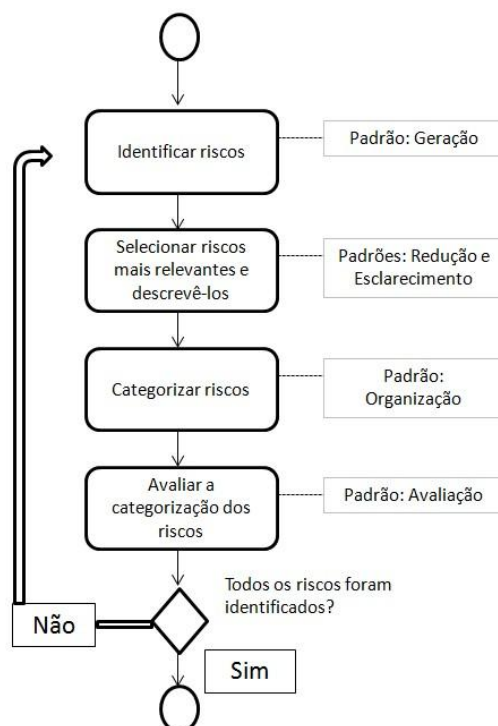 Identificar riscos
Padrão: Geração
Selecionar riscos
mais relevantes e
descrevê-los
Padrões: Redução e
Esclarecimento
Categorizar riscos
Padrão:
Organização
Avaliar a
categorização dos
riscos
Padrão: Avaliação
Todos os riscos foram
identificados?
Não
Sim